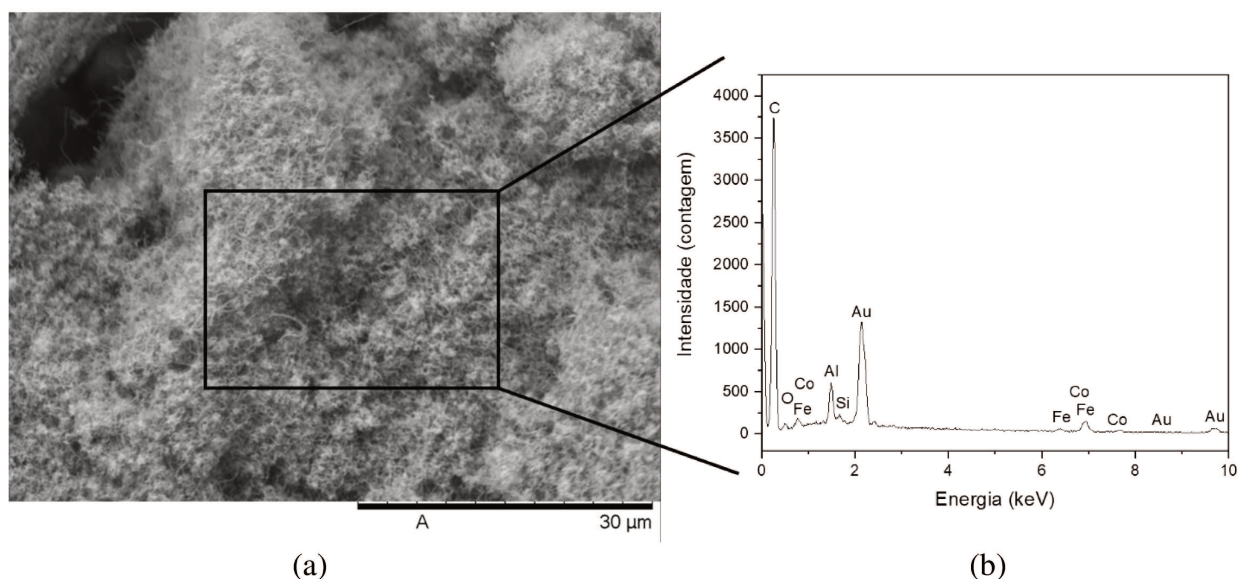 A
30 µm
(a)
Intensidade (contagem)
4000
3500
3000
2500
2000
1500
1000
500
0
C
O
Co
Fe
Al
Si
Au
Fe
Co
Fe
Co
Au
Au
0
2
4
6
8
10
Energia (keV)
(b)